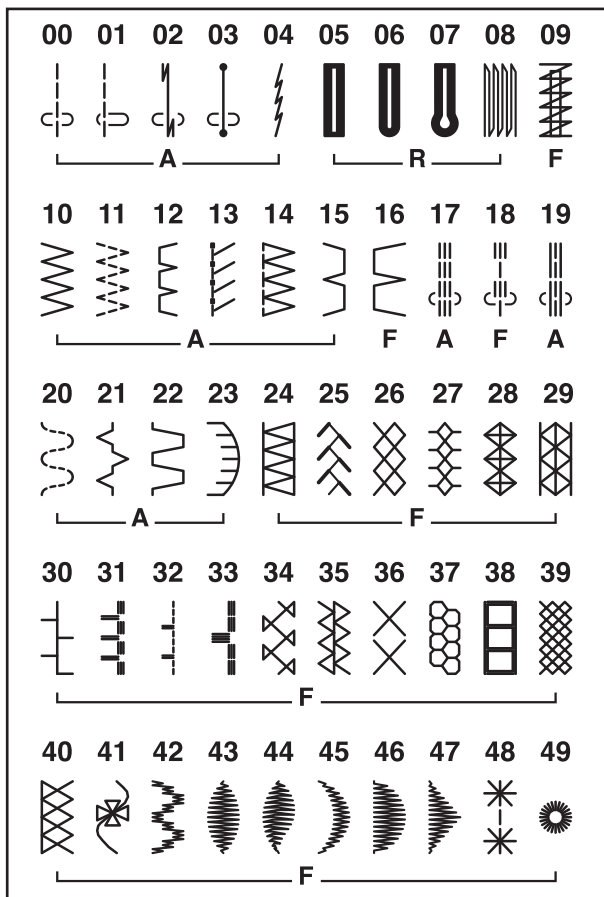 00 01 02 03 04 05 06 07 08 09
A R F
10 11 12 13 14 15 16 17 18 19
A F A F A
20 21 22 23 24 25 26 27 28 29
A F
30 31 32 33 34 35 36 37 38 39
F
40 41 42 43 44 45 46 47 48 49
F